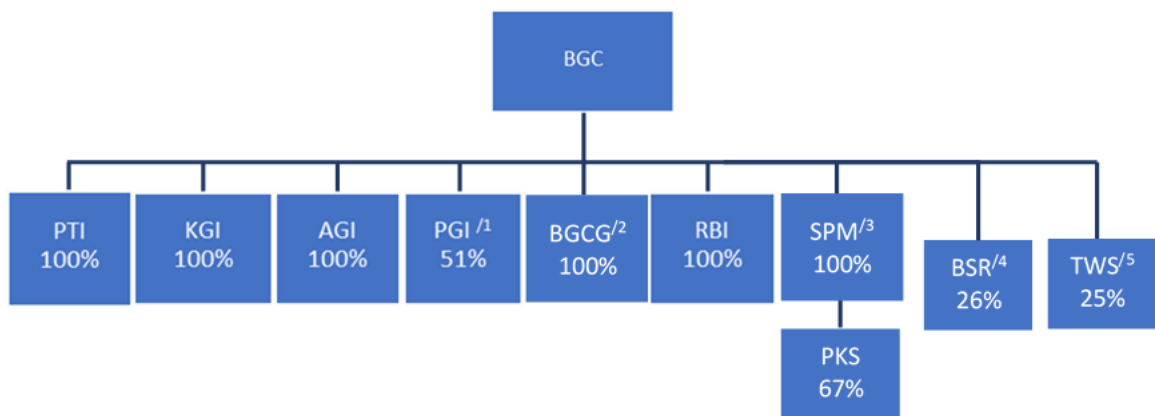 BGC
PTI
100%
KGI
100%
AGI
100%
PGI /1
51%
BGCG/2
100%
RBI
100%
SPM/3
100%
BSR/4
26%
TWS/5
25%
PKS
67%